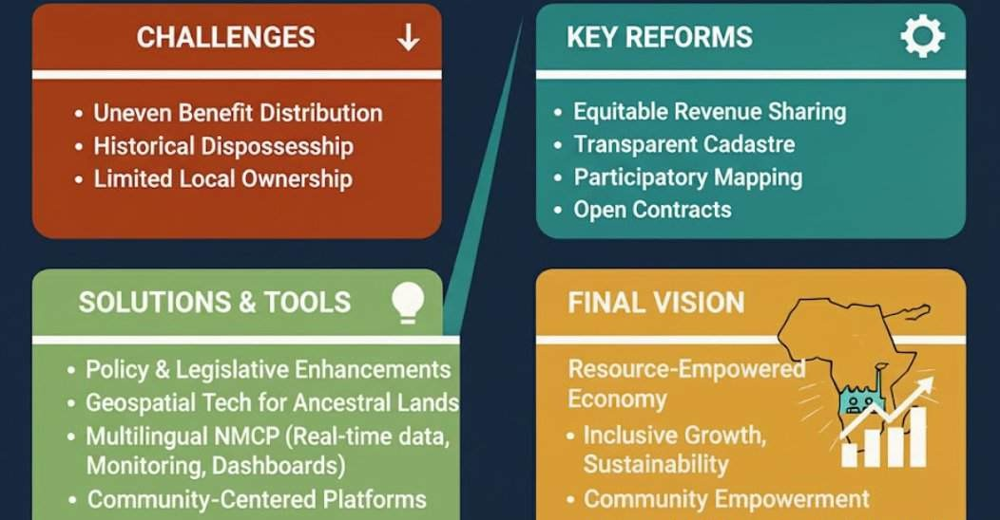 CHALLENGES
• Uneven Benefit Distribution
• Historical Dispossesship
• Limited Local Ownership
KEY REFORMS
• Equitable Revenue Sharing
• Transparent Cadastre
• Participatory Mapping
• Open Contracts
SOLUTIONS & TOOLS
• Policy & Legislative Enhancements
• Geospatial Tech for Ancestral Lands
• Multilingual NMCP (Real-time data,
Monitoring, Dashboards)
• Community-Centered Platforms
FINAL VISION
Resource-Empowered
Economy
• Inclusive Growth,
Sustainability
• Community Empowerment